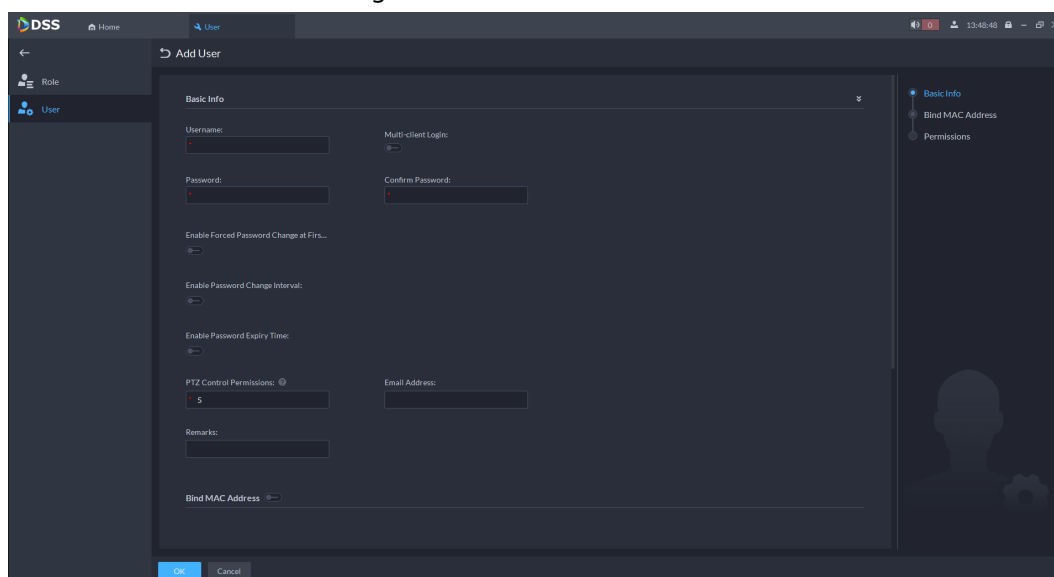 DSS
Home
User
0
13:48:48
Add User
Role
User
Basic Info
Username:
*
Multi-client Login:
Password:
*
Confirm Password:
*
Enable Forced Password Change at Firs...
Enable Password Change Interval:
Enable Password Expiry Time:
PTZ Control Permissions:
* 5
Email Address:
Remarks:
Bind MAC Address
Basic Info
Bind MAC Address
Permissions
OK
Cancel